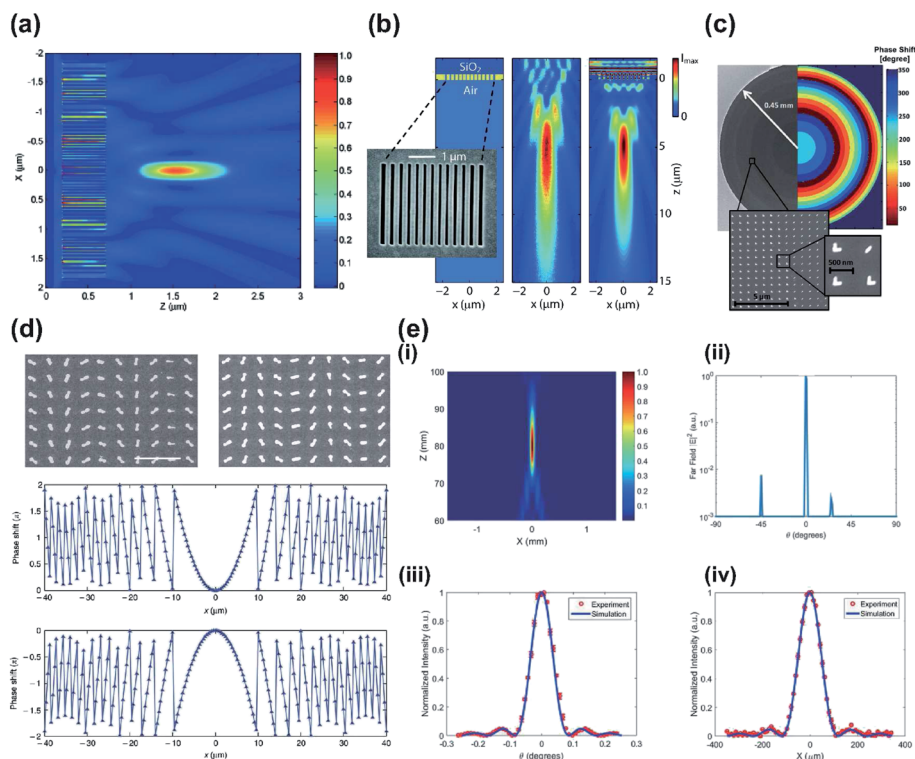 (a)
-2
-1.5
-1
-0.5
0
0.5
1
1.5
2
X (μm)
0 0.5 1 1.5 2 2.5 3
Z (μm)
1.0
0.9
0.8
0.7
0.6
0.5
0.4
0.3
0.2
0.1
0
(b)
SiO2
Air
1 μm
Imax
0
0
5
10
15
z (μm)
-2 0 2
x (μm)
-2 0 2
x (μm)
-2 0 2
x (μm)
(c)
Phase Shift
[degree]
350
300
250
200
150
100
50
0.45 mm
500 nm
5 μm
(d)
Phase shift (π)
2
1.5
1
0.5
0
-40 -30 -20 -10 0 10 20 30 40
x (μm)
Phase shift (π)
0
-0.5
-1
-1.5
-2
-40 -30 -20 -10 0 10 20 30 40
x (μm)
(e)
(i)
100
90
80
70
60
Z (mm)
-1 0 1
X (mm)
1.0
0.9
0.8
0.7
0.6
0.5
0.4
0.3
0.2
0.1
(ii)
Far Field |E|^2 (a.u.)
10^0
10^-1
10^-2
10^-3
-90 -45 0 45 90
θ (degrees)
(iii)
Normalized Intensity (a.u.)
1
0.8
0.6
0.4
0.2
0
-0.3 -0.2 -0.1 0 0.1 0.2 0.3
θ (degrees)
Experiment
Simulation
(iv)
Normalized Intensity (a.u.)
1
0.8
0.6
0.4
0.2
0
-400 -200 0 200 400
X (μm)
Experiment
Simulation